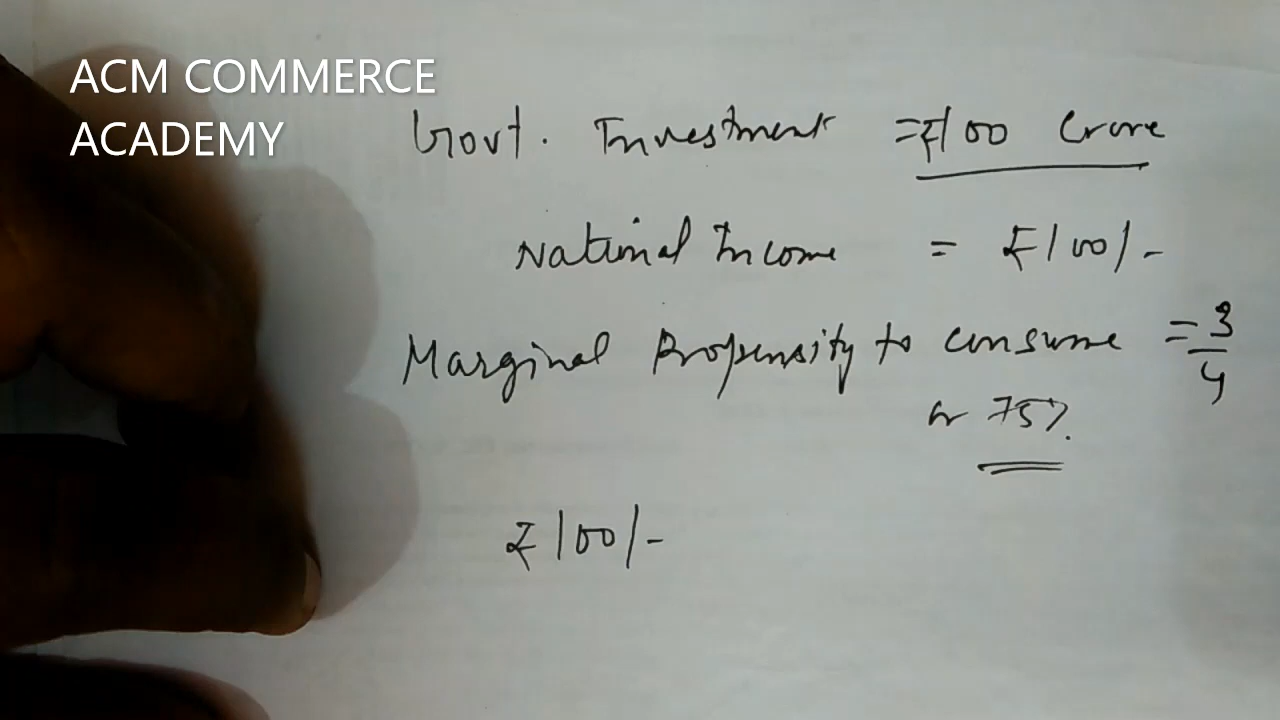 ACM COMMERCE
ACADEMY
Govt. Investment = ₹100 Crore
National Income = ₹100/-
Marginal Propensity to consume = 3/4
or 75%.
₹100/-